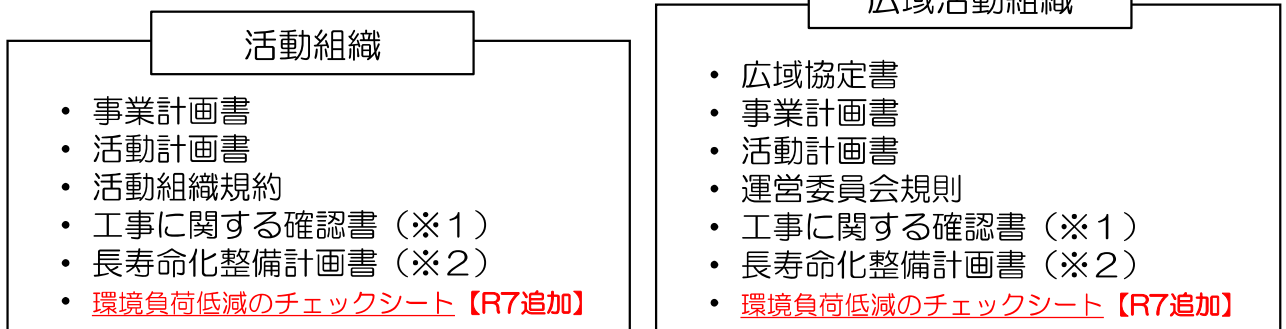 活動組織
・ 事業計画書
・ 活動計画書
・ 活動組織規約
・ 工事に関する確認書（※１）
・ 長寿命化整備計画書（※２）
・ 環境負荷低減のチェックシート【R7追加】
広域活動組織
・ 広域協定書
・ 事業計画書
・ 活動計画書
・ 運営委員会規則
・ 工事に関する確認書（※１）
・ 長寿命化整備計画書（※２）
・ 環境負荷低減のチェックシート【R7追加】